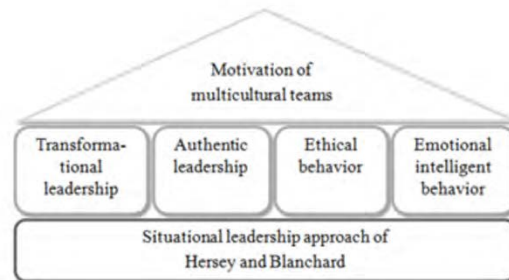 Motivation of
multicultural teams
Transforma-
tional
leadership
Authentic
leadership
Ethical
behavior
Emotional
intelligent
behavior
Situational leadership approach of
Hersey and Blanchard